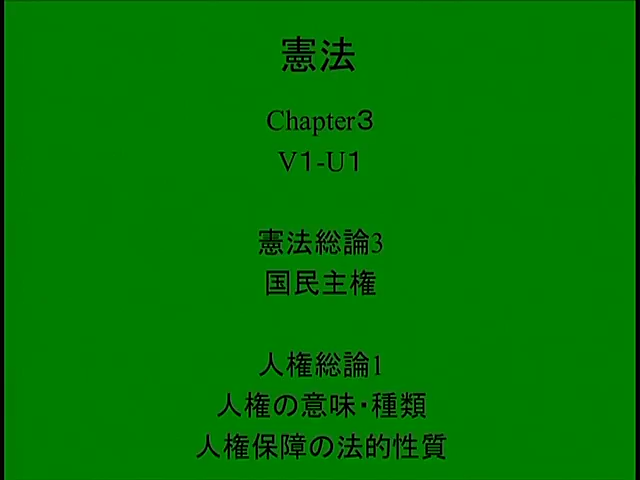 憲法
Chapter３
V１-U１
憲法総論3
国民主権
人権総論1
人権の意味・種類
人権保障の法的性質